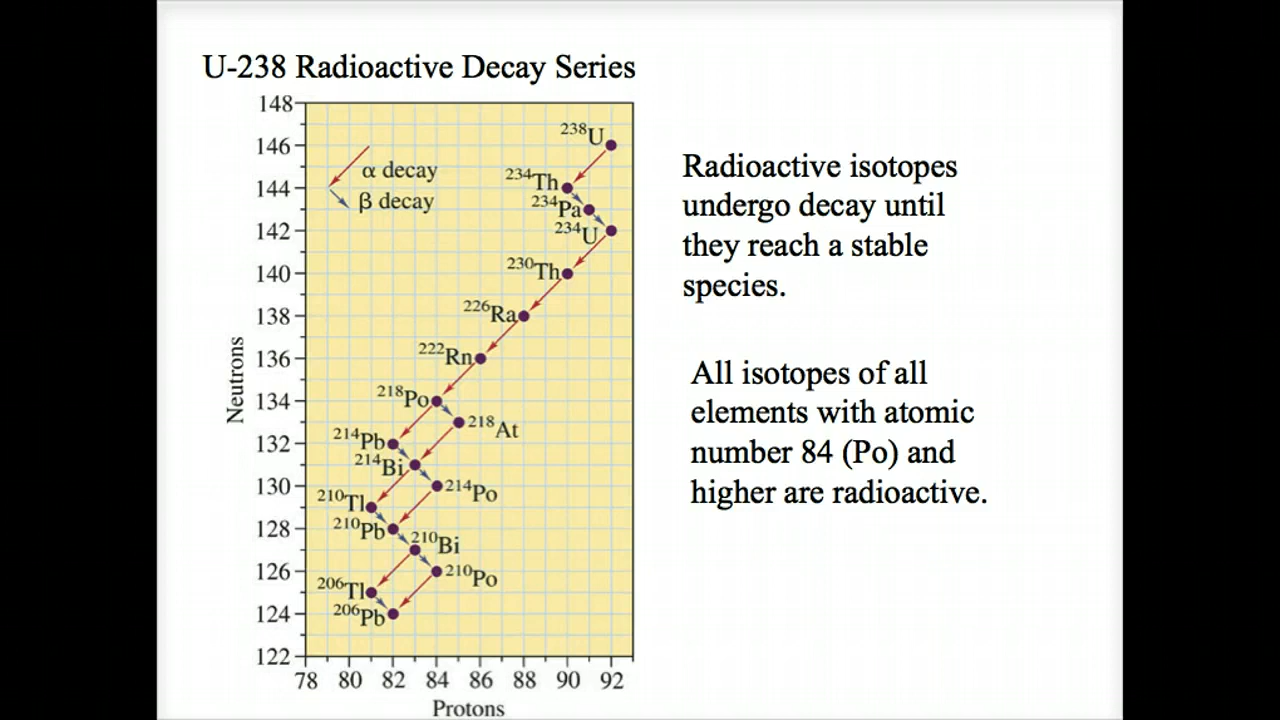 U-238 Radioactive Decay Series
148
146
144
142
140
138
136
134
132
130
128
126
124
122
Neutrons
α decay
β decay
²³⁸U
²³⁴Th
²³⁴Pa
²³⁴U
²³⁰Th
²²⁶Ra
²²²Rn
²¹⁸Po
²¹⁸At
²¹⁴Pb
²¹⁴Bi
²¹⁴Po
²¹⁰Tl
²¹⁰Pb
²¹⁰Bi
²¹⁰Po
²⁰⁶Tl
²⁰⁶Pb
78 80 82 84 86 88 90 92
Protons
Radioactive isotopes
undergo decay until
they reach a stable
species.
All isotopes of all
elements with atomic
number 84 (Po) and
higher are radioactive.